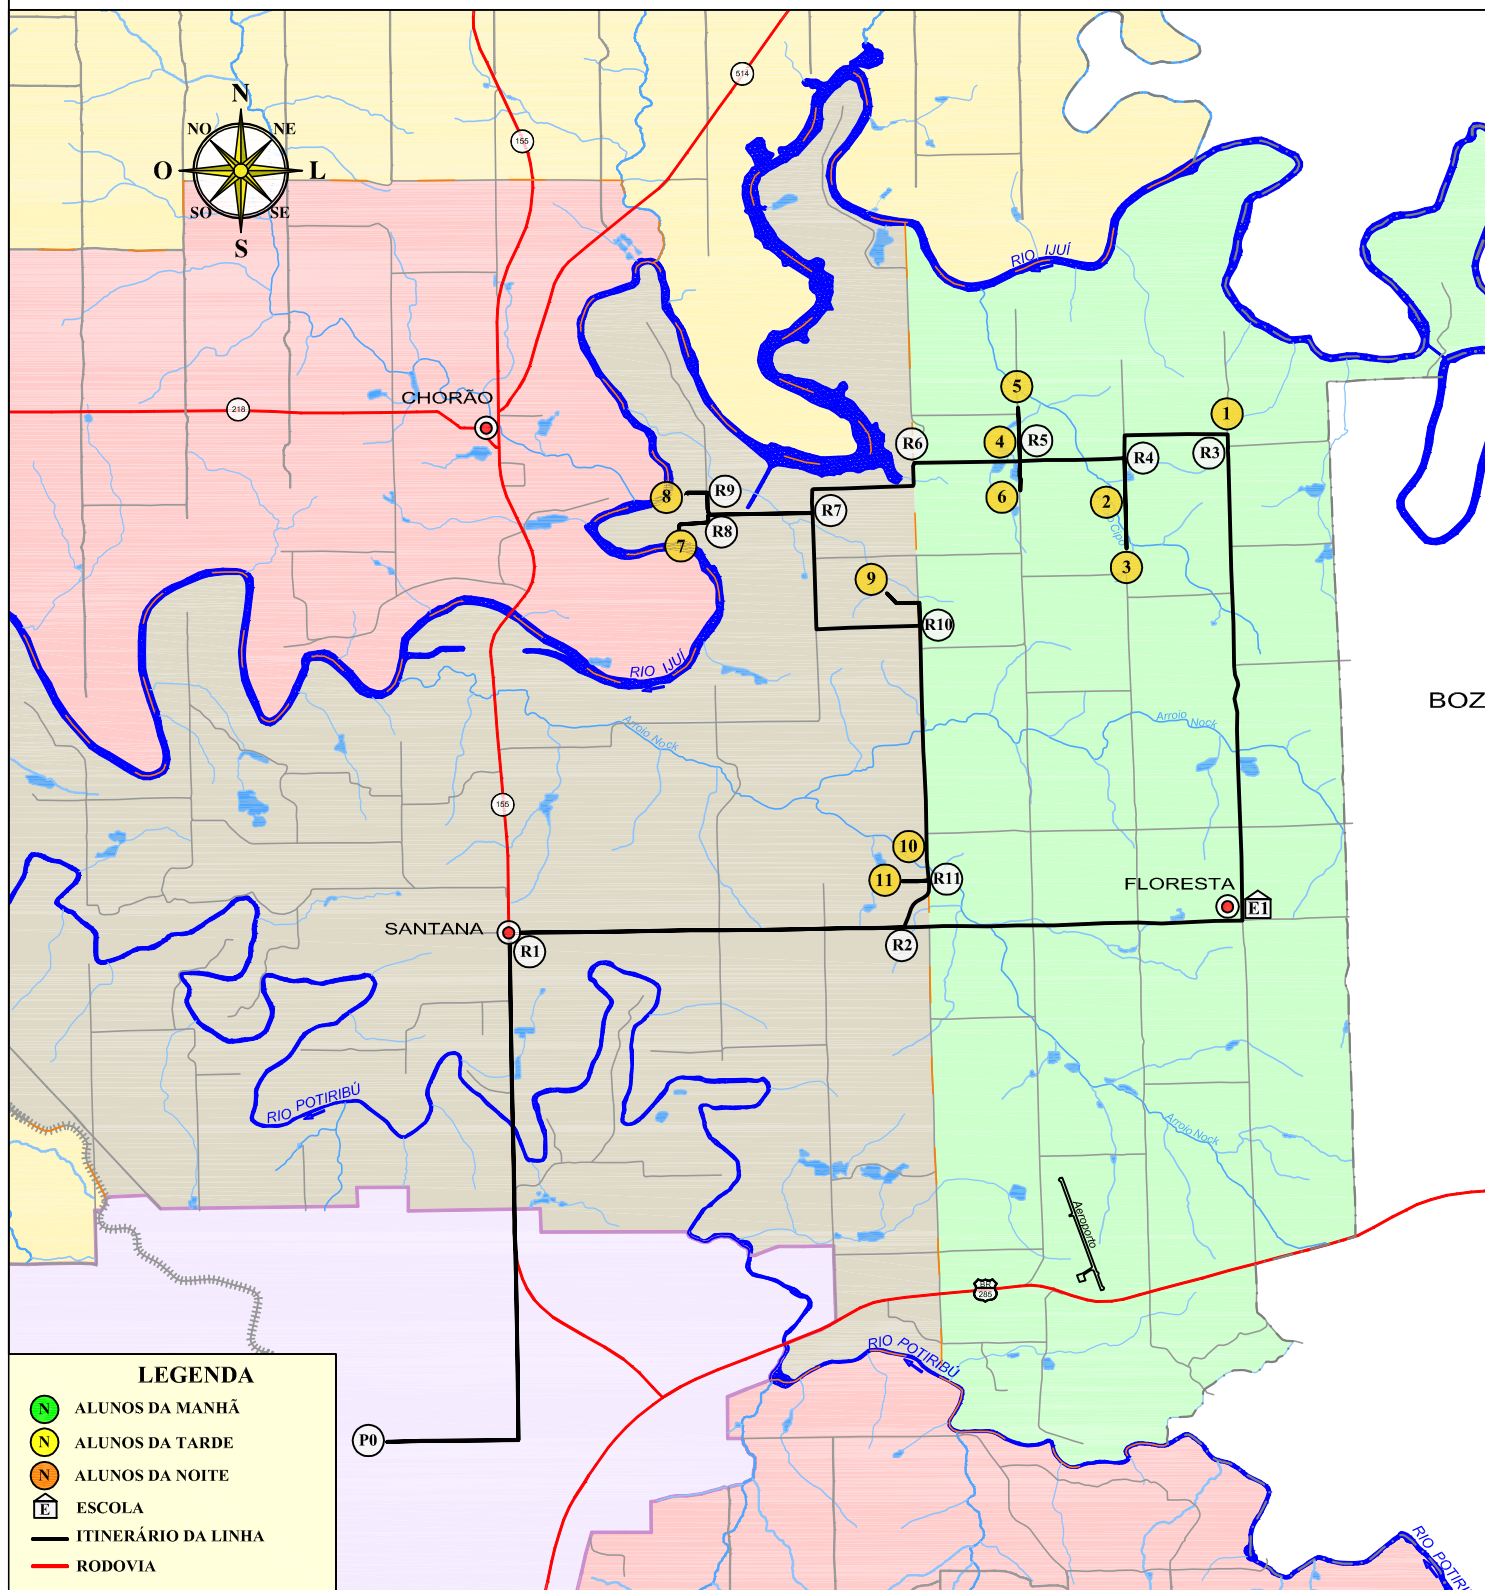 514
N
NO
NE
155
O
L
SO
SE
S
RIO IJUÍ
5
CHORÃO
218
1
R6
4
R5
R3
R4
8
R9
6
2
R7
R8
7
3
9
R10
RIO IJUÍ
BOZ
Arroio Nock
Arroio Nock
155
10
11
R11
FLORESTA
E1
SANTANA
R1
R2
RIO POTIRIBÚ
Arroio Nock
Aeroporto
BR
285
RIO POTIRIBÚ
P0
LEGENDA
N ALUNOS DA MANHÃ
N ALUNOS DA TARDE
N ALUNOS DA NOITE
E ESCOLA
ITINERÁRIO DA LINHA
RODOVIA
RIO POTIRI